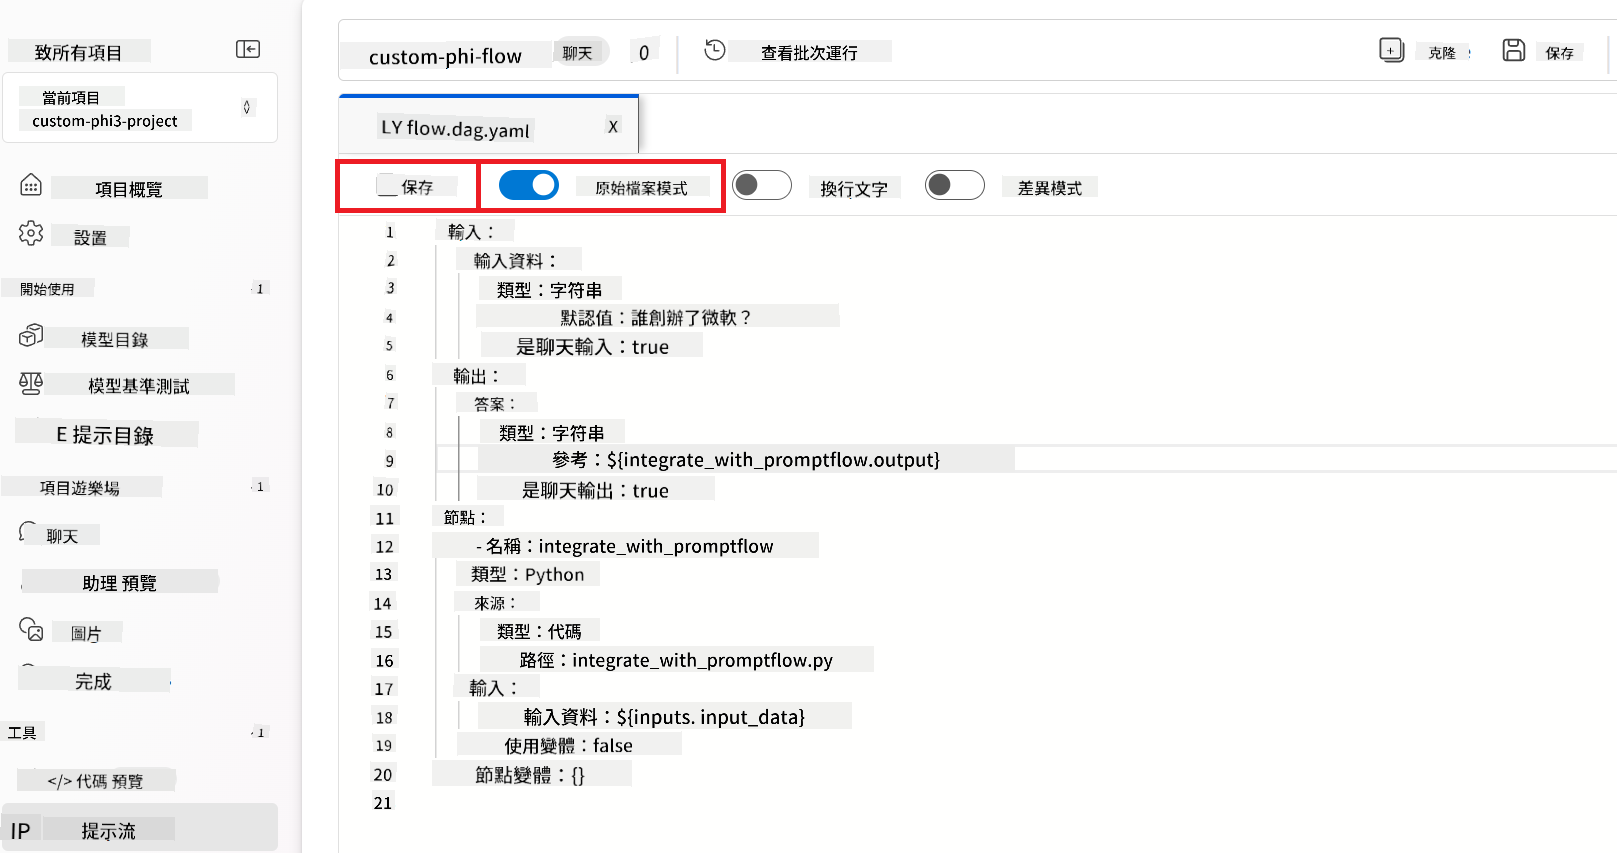 致所有項目
當前項目
custom-phi3-project
項目概覽
設置
開始使用
1
模型目錄
模型基準測試
E 提示目錄
項目遊樂場
1
聊天
助理 預覽
圖片
完成
工具
1
</> 代碼 預覽
IP 提示流
custom-phi-flow 聊天 0 查看批次運行 克隆 保存
LY flow.dag.yaml X
保存 原始檔案模式 換行文字 差異模式
1 輸入：
2 輸入資料：
3 類型：字符串
4 默認值：誰創辦了微軟？
5 是聊天輸入：true
6 輸出：
7 答案：
8 類型：字符串
9 參考：${integrate_with_promptflow.output}
10 是聊天輸出：true
11 節點：
12 - 名稱：integrate_with_promptflow
13 類型：Python
14 來源：
15 類型：代碼
16 路徑：integrate_with_promptflow.py
17 輸入：
18 輸入資料：${inputs. input_data}
19 使用變體：false
20 節點變體：{}
21